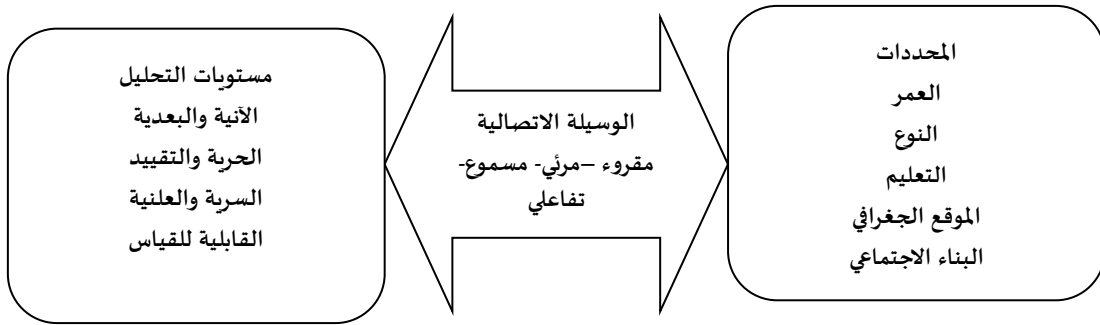 المحددات
العمر
النوع
التعليم
الموقع الجغرافي
البناء الاجتماعي
الوسيلة الاتصالية
مقروء –مرئي- مسموع-
تفاعلي
مستويات التحليل
الآنية والبعدية
الحرية والتقييد
السرية والعلنية
القابلية للقياس